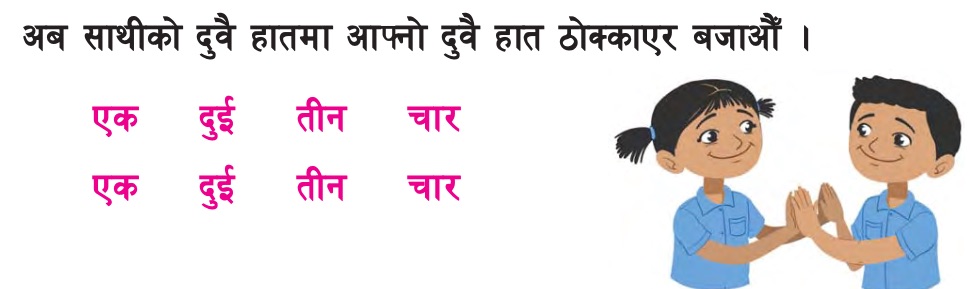 अब साथीको दुवै हातमा आफ्नो दुवै हात ठोक्काएर बजाऔँ ।
एक दुई तीन चार
एक दुई तीन चार